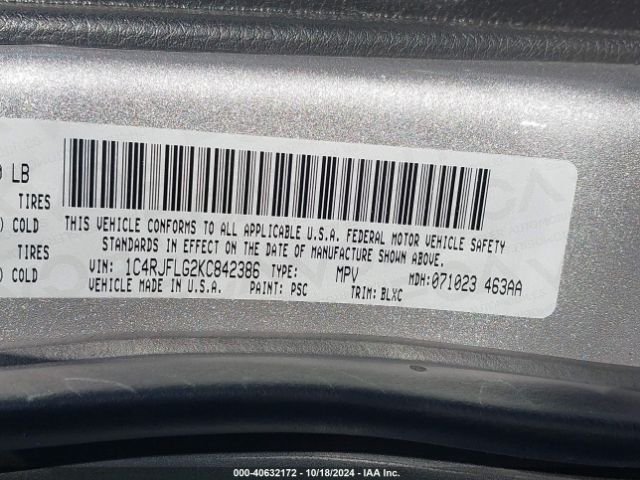 0 LB
TIRES
) COLD
TIRES
) COLD
THIS VEHICLE CONFORMS TO ALL APPLICABLE U.S.A. FEDERAL MOTOR VEHICLE SAFETY
STANDARDS IN EFFECT ON THE DATE OF MANUFACTURE SHOWN ABOVE.
VIN: 1C4RJFLG2KC842386 TYPE: MPV MDH:071023 463AA
VEHICLE MADE IN U.S.A. PAINT: PSC TRIM: BLXC
000-40632172 | 10/18/2024 | IAA Inc.